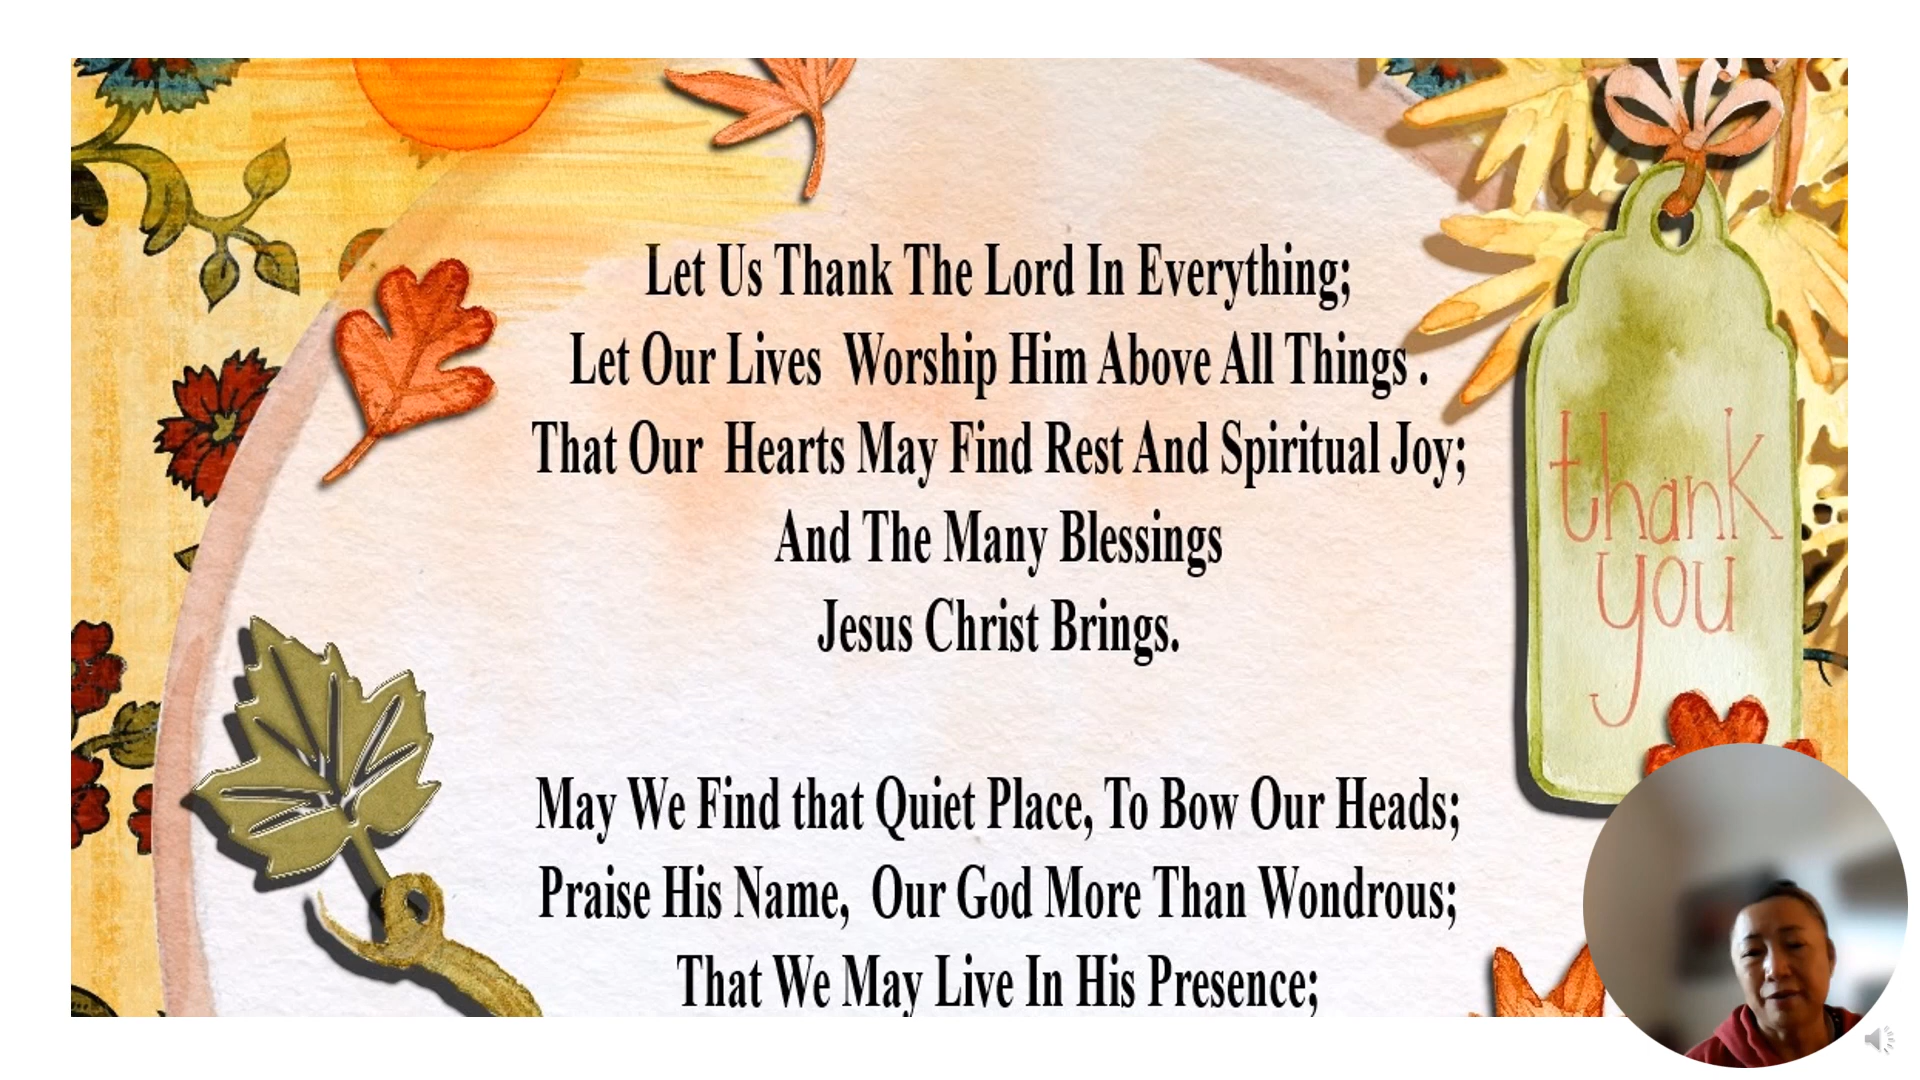 Let Us Thank The Lord In Everything;
Let Our Lives  Worship Him Above All Things .
That Our  Hearts May Find Rest And Spiritual Joy;
And The Many Blessings
Jesus Christ Brings.
May We Find that Quiet Place, To Bow Our Heads;
Praise His Name,  Our God More Than Wondrous;
That We May Live In His Presence;
thank
you